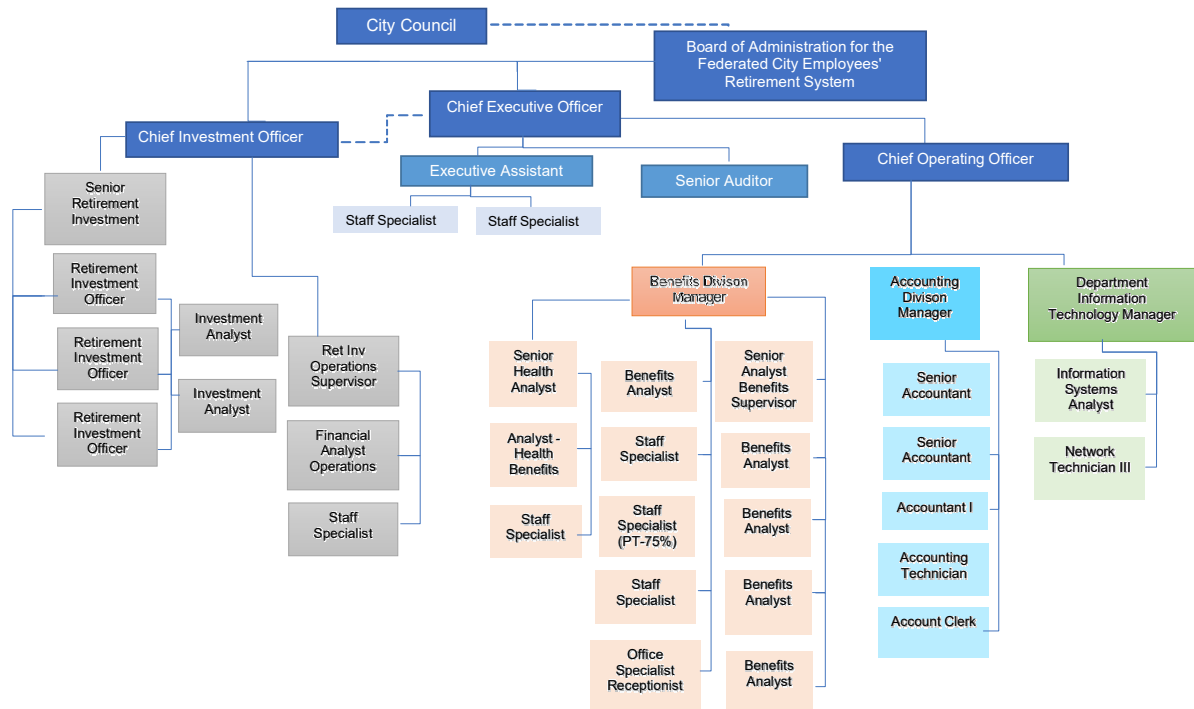 City Council
Board of Administration for the
Federated City Employees'
Retirement System
Chief Executive Officer
Chief Investment Officer
Chief Operating Officer
Executive Assistant
Senior Auditor
Staff Specialist
Staff Specialist
Senior
Retirement
Investment
Retirement
Investment
Officer
Retirement
Investment
Officer
Retirement
Investment
Officer
Investment
Analyst
Investment
Analyst
Ret Inv
Operations
Supervisor
Financial
Analyst
Operations
Staff
Specialist
Benefits Divison
Manager
Senior
Health
Analyst
Analyst -
Health
Benefits
Staff
Specialist
Benefits
Analyst
Staff
Specialist
Staff
Specialist
(PT-75%)
Staff
Specialist
Office
Specialist
Receptionist
Senior
Analyst
Benefits
Supervisor
Benefits
Analyst
Benefits
Analyst
Benefits
Analyst
Benefits
Analyst
Accounting
Divison
Manager
Senior
Accountant
Senior
Accountant
Accountant I
Accounting
Technician
Account Clerk
Department
Information
Technology Manager
Information
Systems
Analyst
Network
Technician III